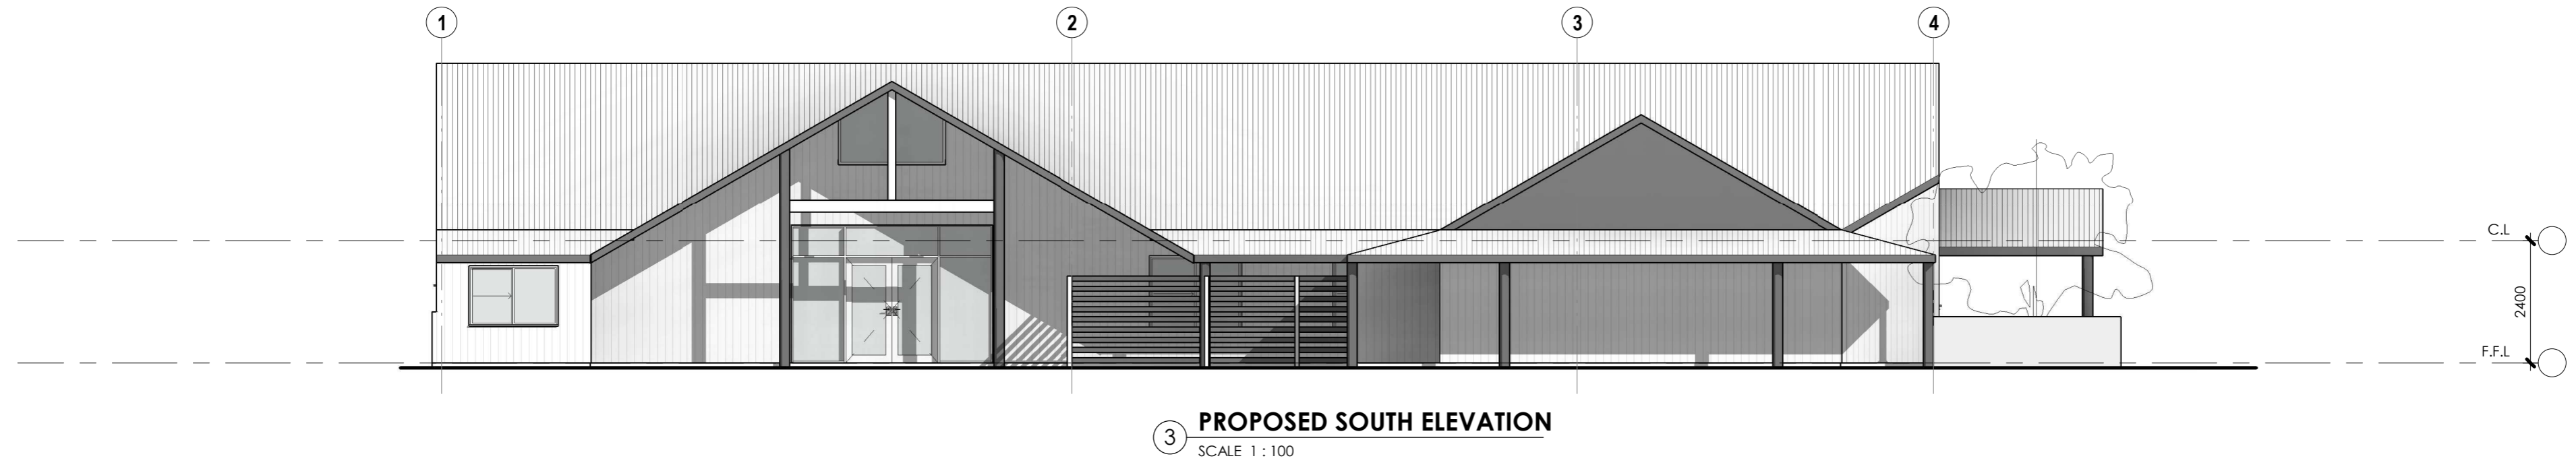 1
2
3
4
C.L
2400
F.F.L
3
PROPOSED SOUTH ELEVATION
SCALE 1 : 100